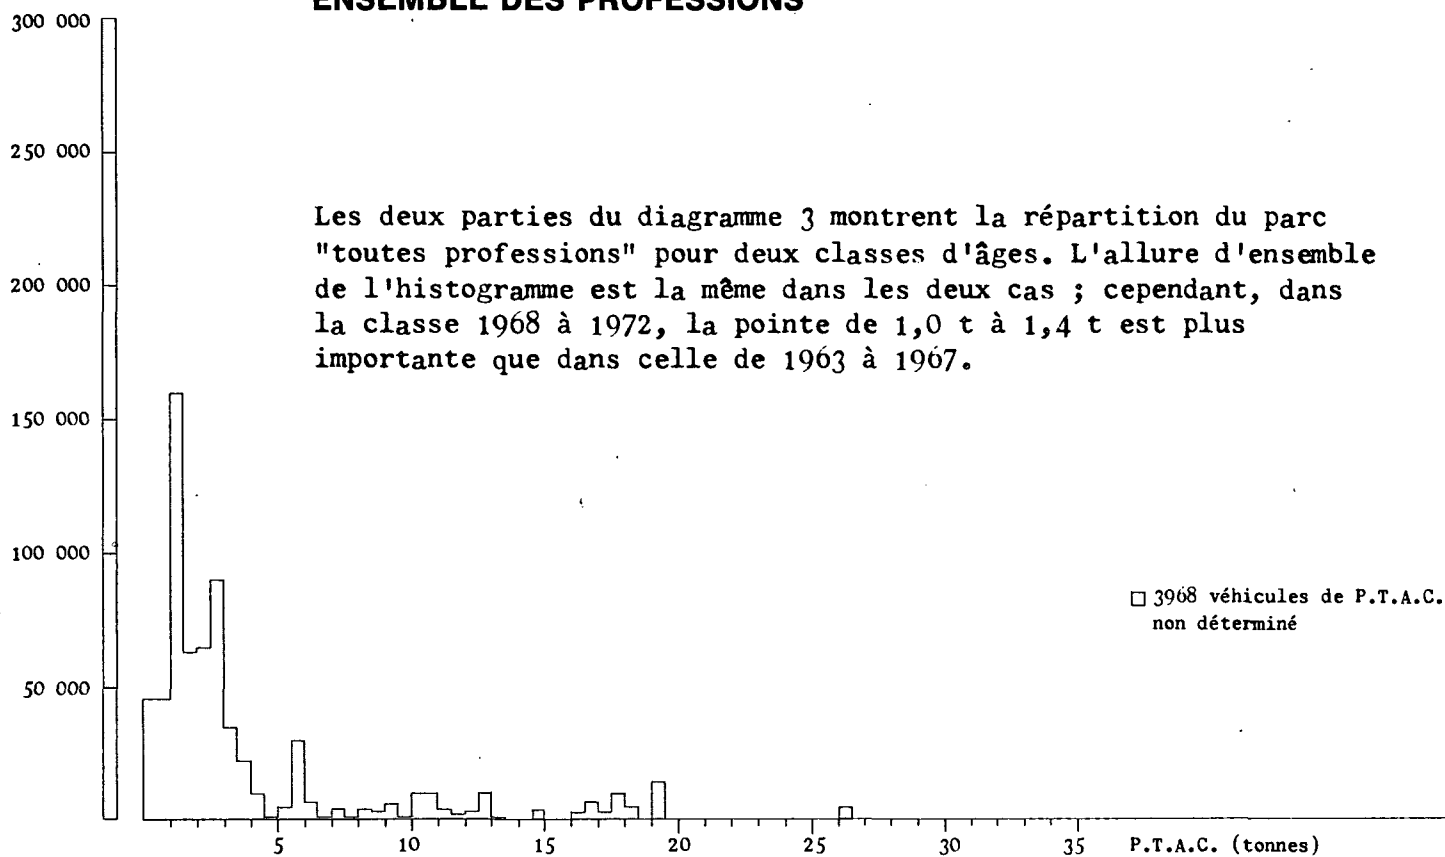 ENSEMBLE DES PROFESSIONS
300 000
250 000
200 000
150 000
100 000
50 000
Les deux parties du diagramme 3 montrent la répartition du parc
"toutes professions" pour deux classes d'âges. L'allure d'ensemble
de l'histogramme est la même dans les deux cas ; cependant, dans
la classe 1968 à 1972, la pointe de 1,0 t à 1,4 t est plus
importante que dans celle de 1963 à 1967.
3968 véhicules de P.T.A.C.
non déterminé
5 10 15 20 25 30 35 P.T.A.C. (tonnes)